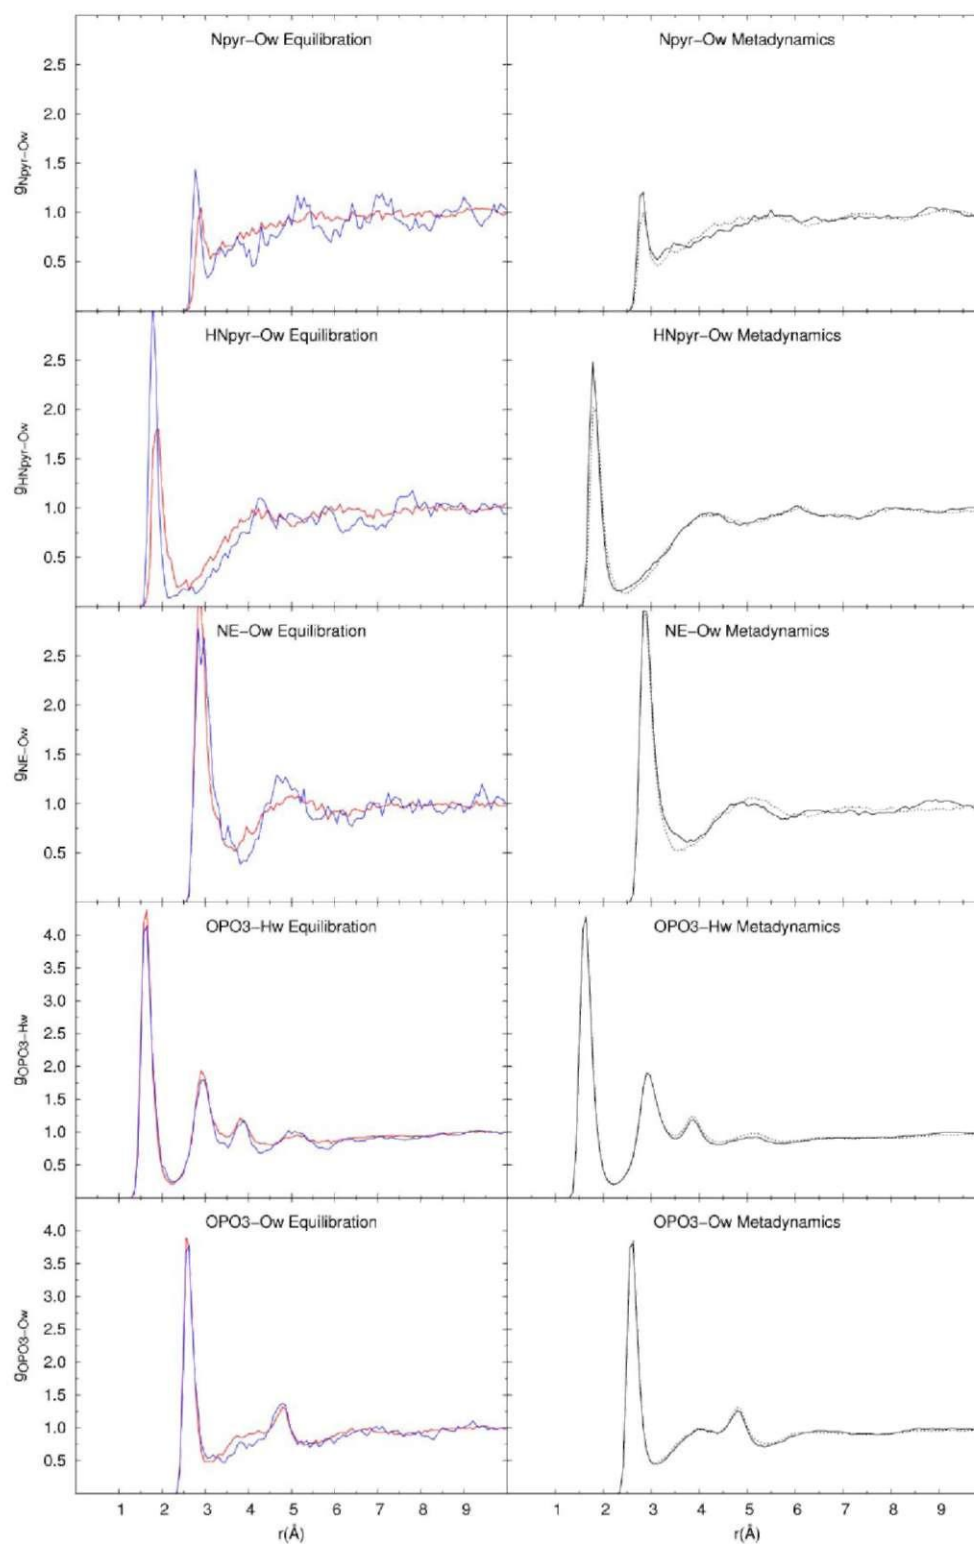 Npyr-Ow Equilibration
Npyr-Ow Metadynamics
2.5
2.0
1.5
1.0
0.5
gNpyr-Ow
HNpyr-Ow Equilibration
HNpyr-Ow Metadynamics
2.5
2.0
1.5
1.0
0.5
gHNpyr-Ow
NE-Ow Equilibration
NE-Ow Metadynamics
2.5
2.0
1.5
1.0
0.5
gNE-Ow
OPO3-Hw Equilibration
OPO3-Hw Metadynamics
4.0
3.5
3.0
2.5
2.0
1.5
1.0
0.5
gOPO3-Hw
OPO3-Ow Equilibration
OPO3-Ow Metadynamics
4.0
3.5
3.0
2.5
2.0
1.5
1.0
0.5
gOPO3-Ow
1 2 3 4 5 6 7 8 9
1 2 3 4 5 6 7 8 9
r(Å)
r(Å)